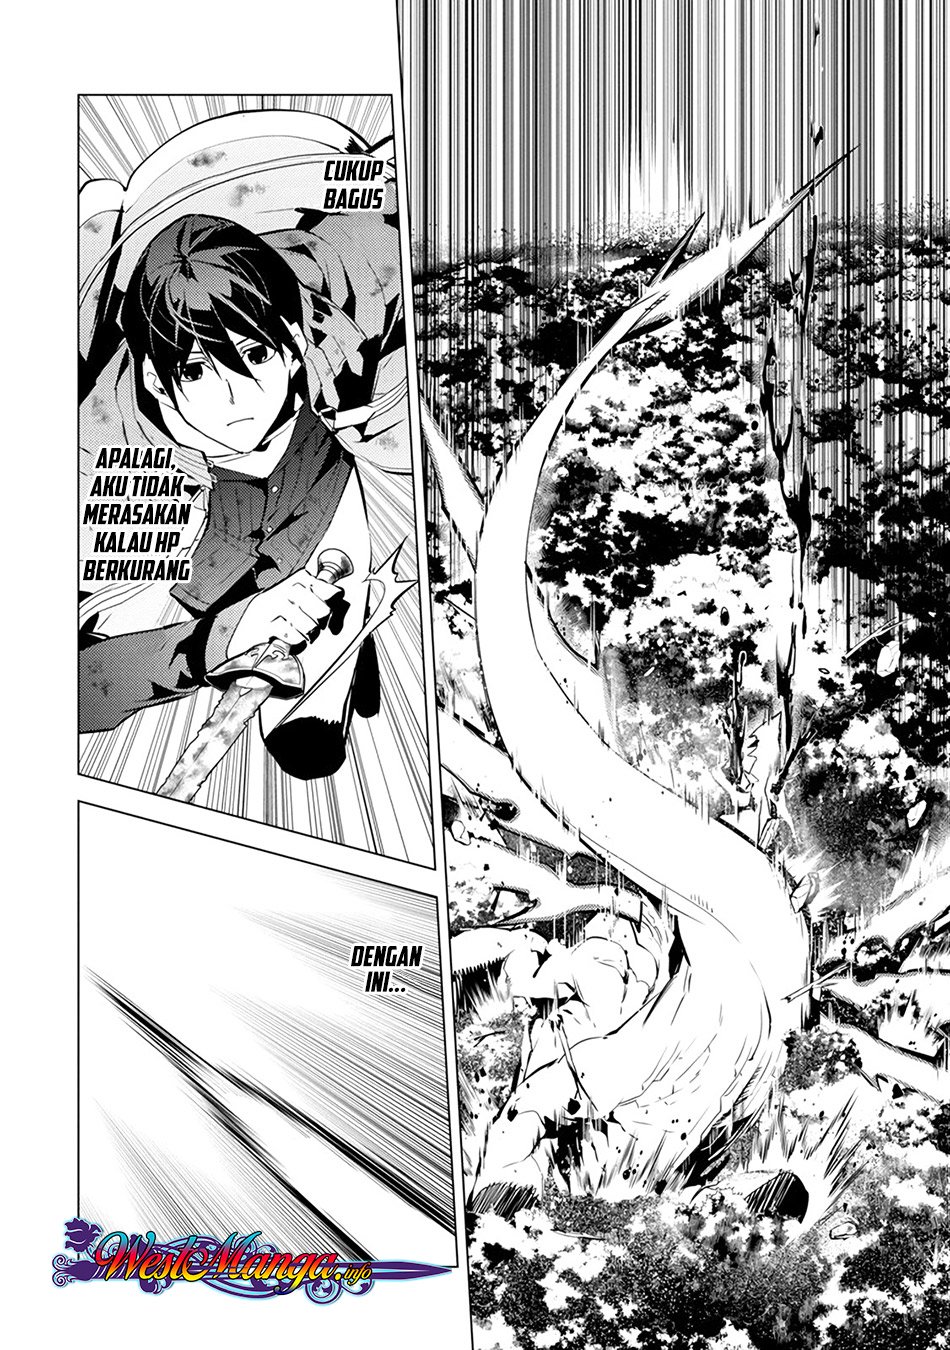 CUKUP
BAGUS
APALAGI,
AKU TIDAK
MERASAKAN
KALAU HP
BERKURANG
DENGAN
INI...
WestManga.info